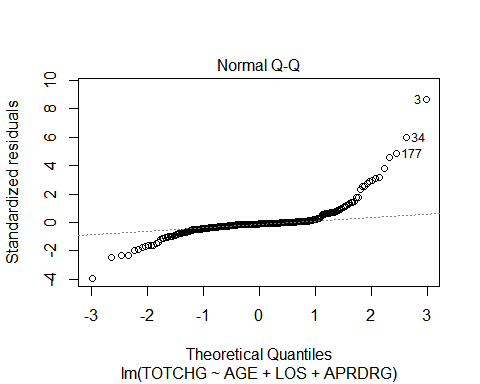 Normal Q-Q
Standardized residuals
10
8
6
4
2
0
-2
-4
3
34
177
-3 -2 -1 0 1 2 3
Theoretical Quantiles
lm(TOTCHG ~ AGE + LOS + APRDRG)